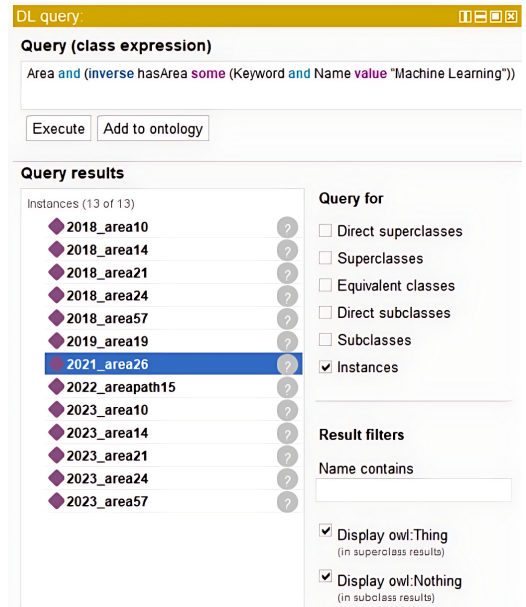 DL query:
Query (class expression)
Area and (inverse hasArea some (Keyword and Name value "Machine Learning"))
Execute
Add to ontology
Query results
Instances (13 of 13)
2018_area10
?
2018_area14
?
2018_area21
?
2018_area24
?
2018_area57
?
2019_area19
?
2021_area26
?
2022_areapath15
?
2023_area10
?
2023_area14
?
2023_area21
?
2023_area24
?
2023_area57
?
Query for
Direct superclasses
Superclasses
Equivalent classes
Direct subclasses
Subclasses
Instances
Result filters
Name contains
Display owl:Thing
(in superclass results)
Display owl:Nothing
(in subclass results)